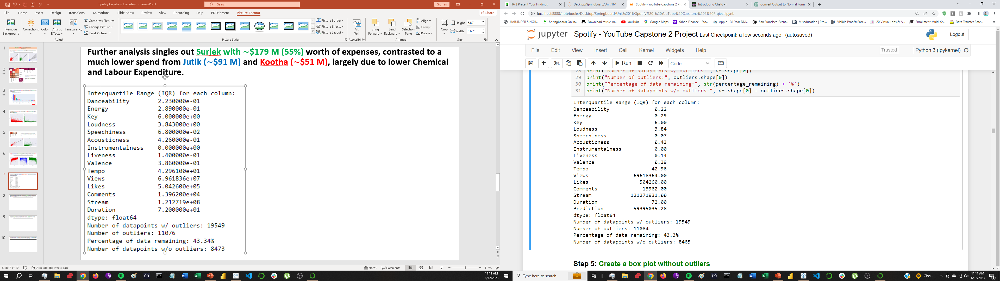 Spotify Capstone Executive - PowerPoint
Search
Sign in
File Home Insert Design Transitions Animations Slide Show Review View Recording Help PDFelement Picture Format
Share
Remove Background
Corrections
Color
Artistic Effects
Transparency
Compress Pictures
Change Picture
Reset Picture
Adjust
Picture Styles
Picture Border
Picture Effects
Picture Layout
Alt Text
Accessibility
Bring Forward
Send Backward
Selection Pane
Align
Group
Rotate
Arrange
Crop
Height: 5.89"
Width: 5.66"
Size
1
2
3
4
5
6
7
8
9
10
Further analysis singles out Surjek with ~$179 M (55%) worth of expenses, contrasted to a
much lower spend from Jutik (~$91 M) and Kootha (~$51 M), largely due to lower Chemical
and Labour Expenditure.
Interquartile Range (IQR) for each column:
Danceability 2.230000e-01
Energy 2.890000e-01
Key 6.000000e+00
Loudness 3.843000e+00
Speechiness 6.800000e-02
Acousticness 4.260000e-01
Instrumentalness 0.000000e+00
Liveness 1.400000e-01
Valence 3.860000e-01
Tempo 4.296100e+01
Views 6.961836e+07
Likes 5.042600e+05
Comments 1.396200e+04
Stream 1.212719e+08
Duration 7.200000e+01
dtype: float64
Number of datapoints w/ outliers: 19549
Number of outliers: 11076
Percentage of data remaining: 43.34%
Number of datapoints w/o outliers: 8473
Slide 7 of 10
Accessibility: Investigate
Notes
Comments
114%
11:11 AM
6/12/2023
16.3 Present Your Findings
Desktop/Springboard/Unit 16/
Spotify - YouTube Capstone 2 Pr
Introducing ChatGPT
Convert Output to Normal Form
localhost:8888/notebooks/Desktop/Springboard/Unit%2016/Spotify%20-%20YouTube%20Capstone%202%20Project.ipynb
HARJINDER SINGH...
Springboard: Onlin...
Download music, m...
YouTube
Google Maps
Yahoo Finance - Sto...
Apple - 31 Year Divi...
San Francisco Event...
Miseducation | Pro...
Visible Proofs: Fore...
20 Virtual Labs & A...
Enrollment Multi-Ye...
Data Transfer Rate...
jupyter Spotify - YouTube Capstone 2 Project Last Checkpoint: a few seconds ago (autosaved)
Logout
File Edit View Insert Cell Kernel Widgets Help
Trusted
Python 3 (ipykernel)
Run
Code
28 print("Number of datapoints w/ outliers:", df.shape[0])
29 print("Number of outliers:", outliers.shape[0])
30 print("Percentage of data remaining:", str(percentage_remaining) + '%')
31 print("Number of datapoints w/o outliers:", df.shape[0] - outliers.shape[0])
Interquartile Range (IQR) for each column:
Danceability 0.22
Energy 0.29
Key 6.00
Loudness 3.84
Speechiness 0.07
Acousticness 0.43
Instrumentalness 0.00
Liveness 0.14
Valence 0.39
Tempo 42.96
Views 69618364.00
Likes 504260.00
Comments 13962.00
Stream 121271931.00
Duration 72.00
Prediction 59395035.28
dtype: float64
Number of datapoints w/ outliers: 19549
Number of outliers: 11084
Percentage of data remaining: 43.3%
Number of datapoints w/o outliers: 8465
Step 5: Create a box plot without outliers
Type here to search
Clos...
11:11 AM
6/12/2023